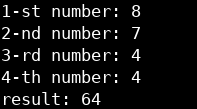 1-st number: 8
2-nd number: 7
3-rd number: 4
4-th number: 4
result: 64